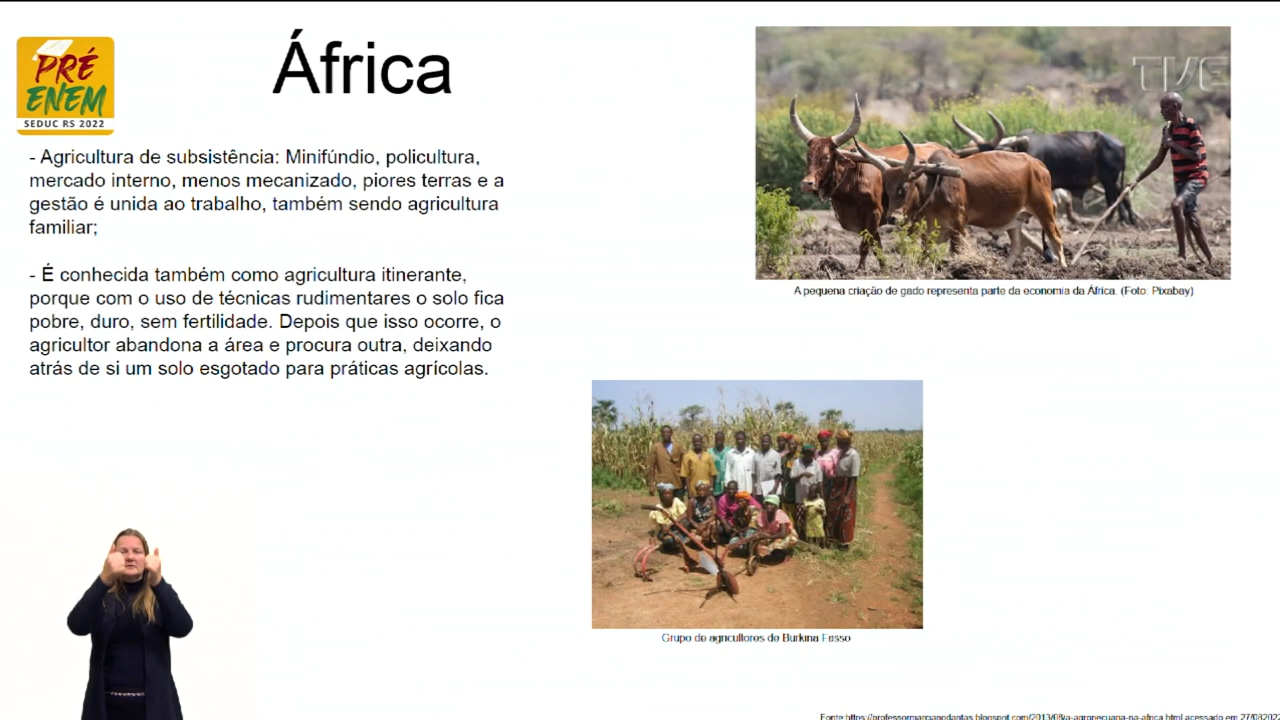 PRÉ
ENEM
SEDUC RS 2022
África
- Agricultura de subsistência: Minifúndio, policultura,
mercado interno, menos mecanizado, piores terras e a
gestão é unida ao trabalho, também sendo agricultura
familiar;
- É conhecida também como agricultura itinerante,
porque com o uso de técnicas rudimentares o solo fica
pobre, duro, sem fertilidade. Depois que isso ocorre, o
agricultor abandona a área e procura outra, deixando
atrás de si um solo esgotado para práticas agrícolas.
TVE
A pequena criação de gado representa parte da economia da África. (Foto: Pixabay)
Grupo de agricultores de Burkina Fasso
Fonte:https://professormarcianodantas.blogspot.com/2013/08/a-agropecuaria-na-africa.html acessado em 27/082022